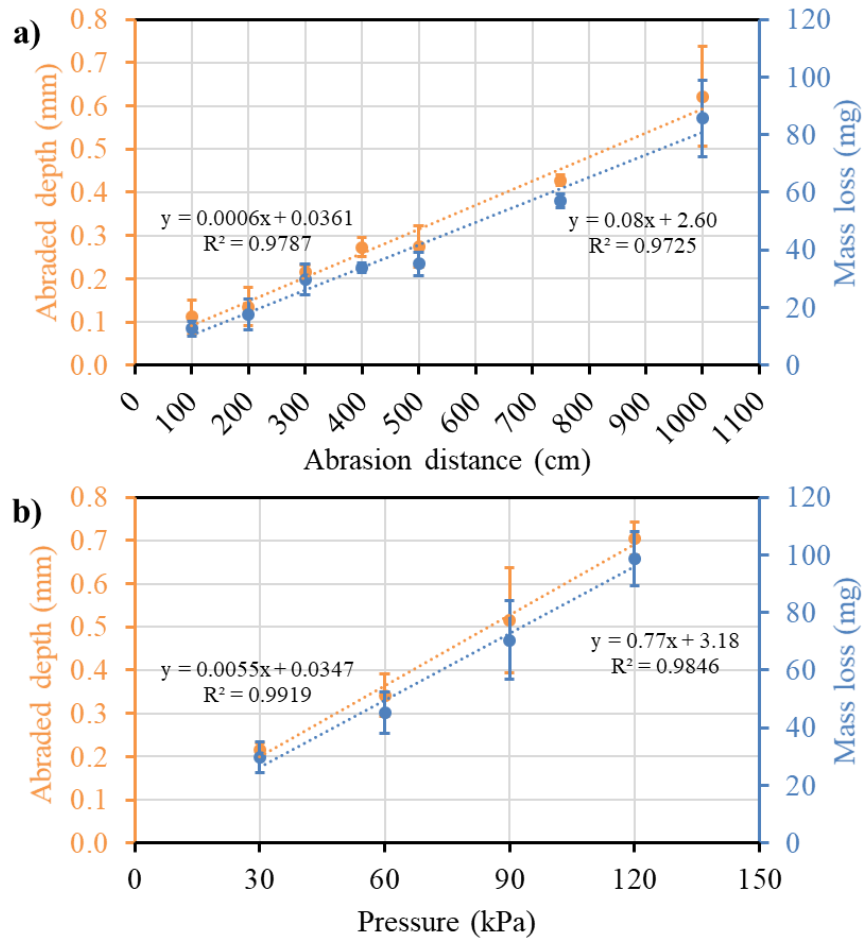 a)
Abraded depth (mm)
0.8
0.7
0.6
0.5
0.4
0.3
0.2
0.1
0.0
y = 0.0006x + 0.0361
R² = 0.9787
y = 0.08x + 2.60
R² = 0.9725
120
100
80
60
40
20
0
Mass loss (mg)
0 100 200 300 400 500 600 700 800 900 1000 1100
Abrasion distance (cm)
b)
Abraded depth (mm)
0.8
0.7
0.6
0.5
0.4
0.3
0.2
0.1
0.0
y = 0.0055x + 0.0347
R² = 0.9919
y = 0.77x + 3.18
R² = 0.9846
120
100
80
60
40
20
0
Mass loss (mg)
0 30 60 90 120 150
Pressure (kPa)